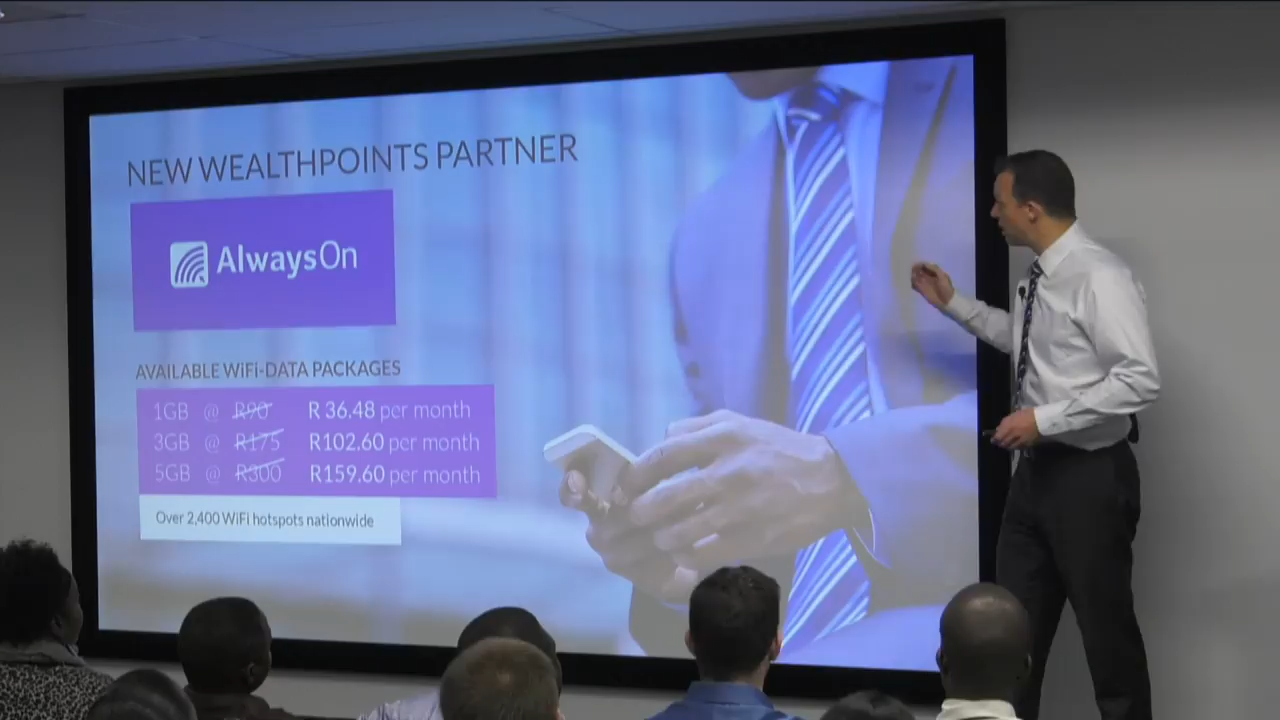 NEW WEALTHPOINTS PARTNER
AlwaysOn
AVAILABLE WiFi-DATA PACKAGES
1GB @ R90 R 36.48 per month
3GB @ R175 R102.60 per month
5GB @ R300 R159.60 per month
Over 2,400 WiFi hotspots nationwide